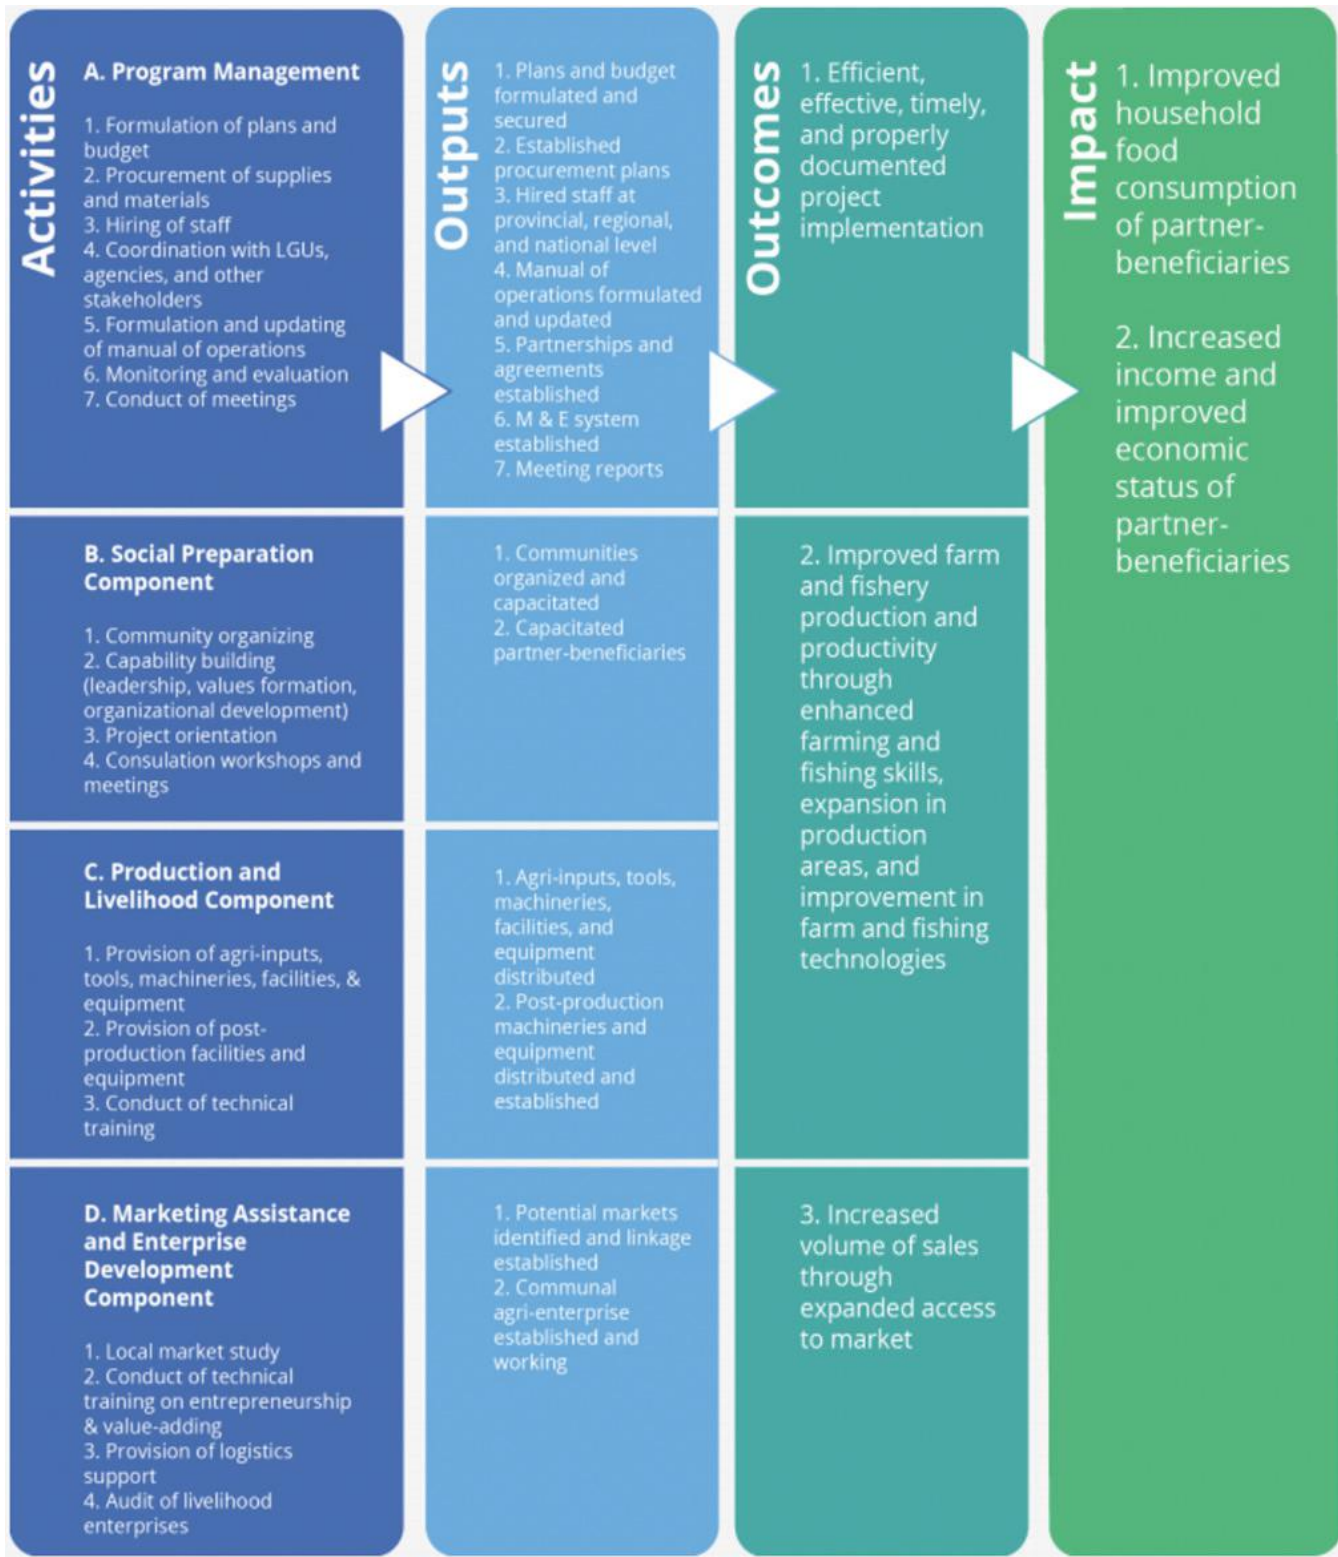 Activities
A. Program Management
1. Formulation of plans and
budget
2. Procurement of supplies
and materials
3. Hiring of staff
4. Coordination with LGUs,
agencies, and other
stakeholders
5. Formulation and updating
of manual of operations
6. Monitoring and evaluation
7. Conduct of meetings
B. Social Preparation
Component
1. Community organizing
2. Capability building
(leadership, values formation,
organizational development)
3. Project orientation
4. Consulation workshops and
meetings
C. Production and
Livelihood Component
1. Provision of agri-inputs,
tools, machineries, facilities, &
equipment
2. Provision of post-
production facilities and
equipment
3. Conduct of technical
training
D. Marketing Assistance
and Enterprise
Development
Component
1. Local market study
2. Conduct of technical
training on entrepreneurship
& value-adding
3. Provision of logistics
support
4. Audit of livelihood
enterprises
Outputs
1. Plans and budget
formulated and
secured
2. Established
procurement plans
3. Hired staff at
provincial, regional,
and national level
4. Manual of
operations formulated
and updated
5. Partnerships and
agreements
established
6. M & E system
established
7. Meeting reports
1. Communities
organized and
capacitated
2. Capacitated
partner-beneficiaries
1. Agri-inputs, tools,
machineries,
facilities, and
equipment
distributed
2. Post-production
machineries and
equipment
distributed and
established
1. Potential markets
identified and linkage
established
2. Communal
agri-enterprise
established and
working
Outcomes
1. Efficient,
effective, timely,
and properly
documented
project
implementation
2. Improved farm
and fishery
production and
productivity
through
enhanced
farming and
fishing skills,
expansion in
production
areas, and
improvement in
farm and fishing
technologies
3. Increased
volume of sales
through
expanded access
to market
Impact
1. Improved
household
food
consumption
of partner-
beneficiaries
2. Increased
income and
improved
economic
status of
partner-
beneficiaries